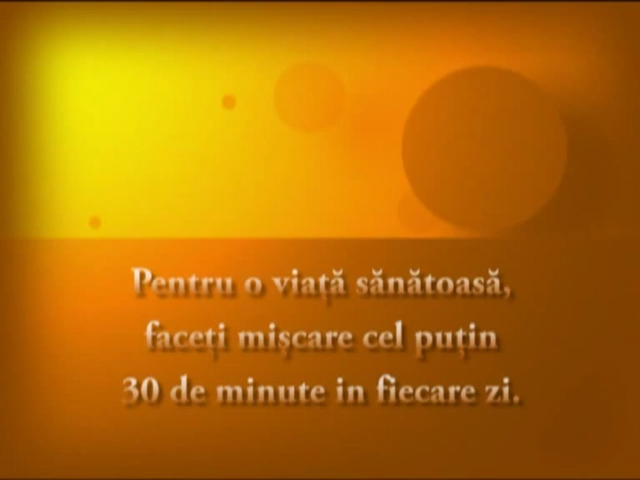 Pentru o viață sănătoasă,
faceți mișcare cel puțin
30 de minute in fiecare zi.